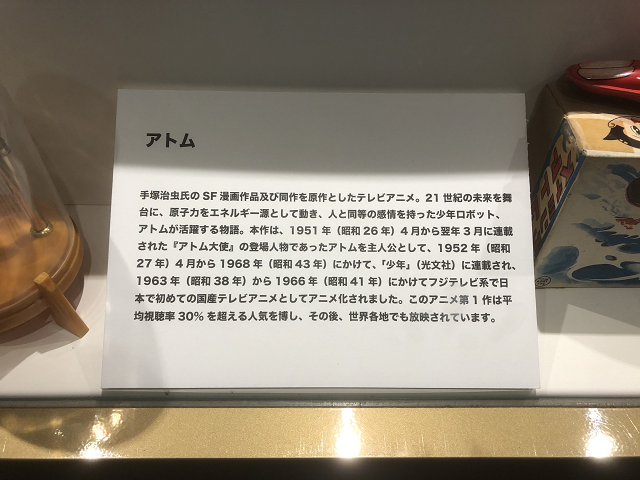 アトム
手塚治虫氏の SF 漫画作品及び同作を原作としたテレビアニメ。21 世紀の未来を舞
台に、原子力をエネルギー源として動き、人と同等の感情を持った少年ロボット、
アトムが活躍する物語。本作は、1951 年（昭和 26 年）4 月から翌年 3 月に連載
された『アトム大使』の登場人物であったアトムを主人公として、1952 年（昭和
27 年）4 月から 1968 年（昭和 43 年）にかけて、「少年」（光文社）に連載され、
1963 年（昭和 38 年）から 1966 年（昭和 41 年）にかけてフジテレビ系で日
本で初めての国産テレビアニメとしてアニメ化されました。このアニメ第 1 作は平
均視聴率 30% を超える人気を博し、その後、世界各地でも放映されています。